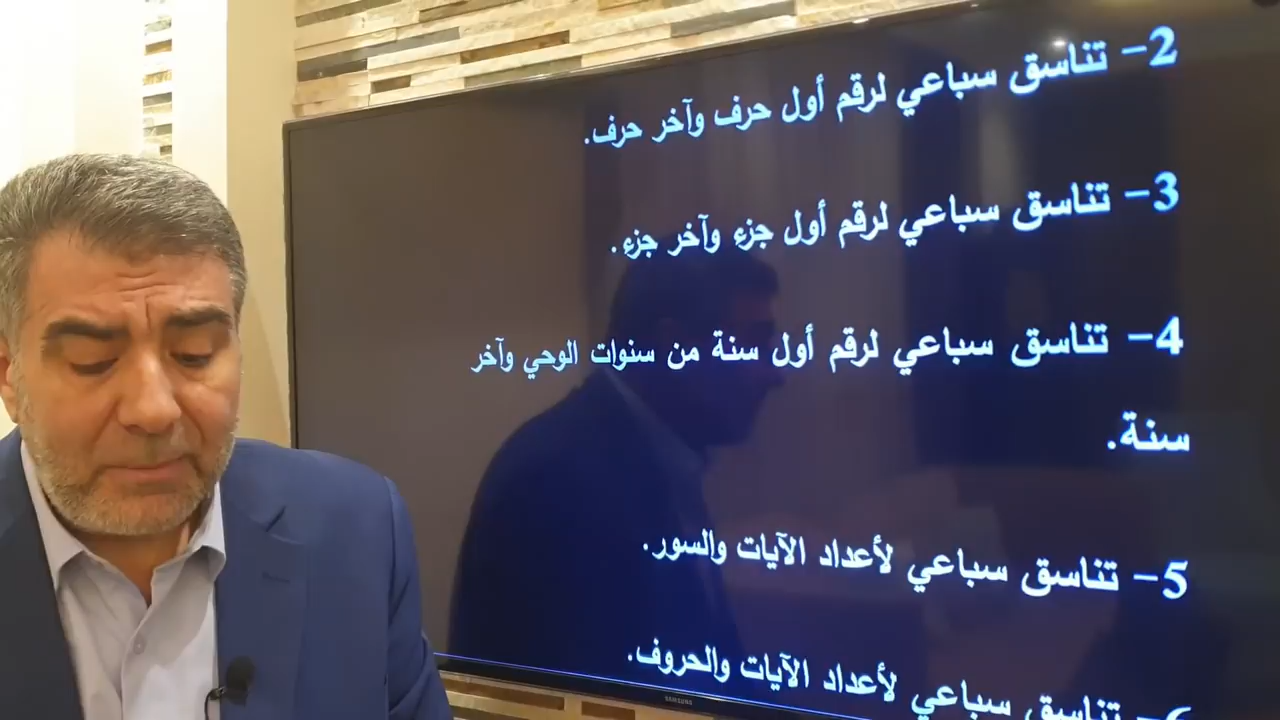 2- تناسق سباعي لرقم أول حرف وآخر حرف.
3- تناسق سباعي لرقم أول جزء وآخر جزء.
4- تناسق سباعي لرقم أول سنة من سنوات الوحي وآخر
سنة.
5- تناسق سباعي لأعداد الآيات والسور.
6- تناسق سباعي لأعداد الآيات والحروف.
SAMSUNG